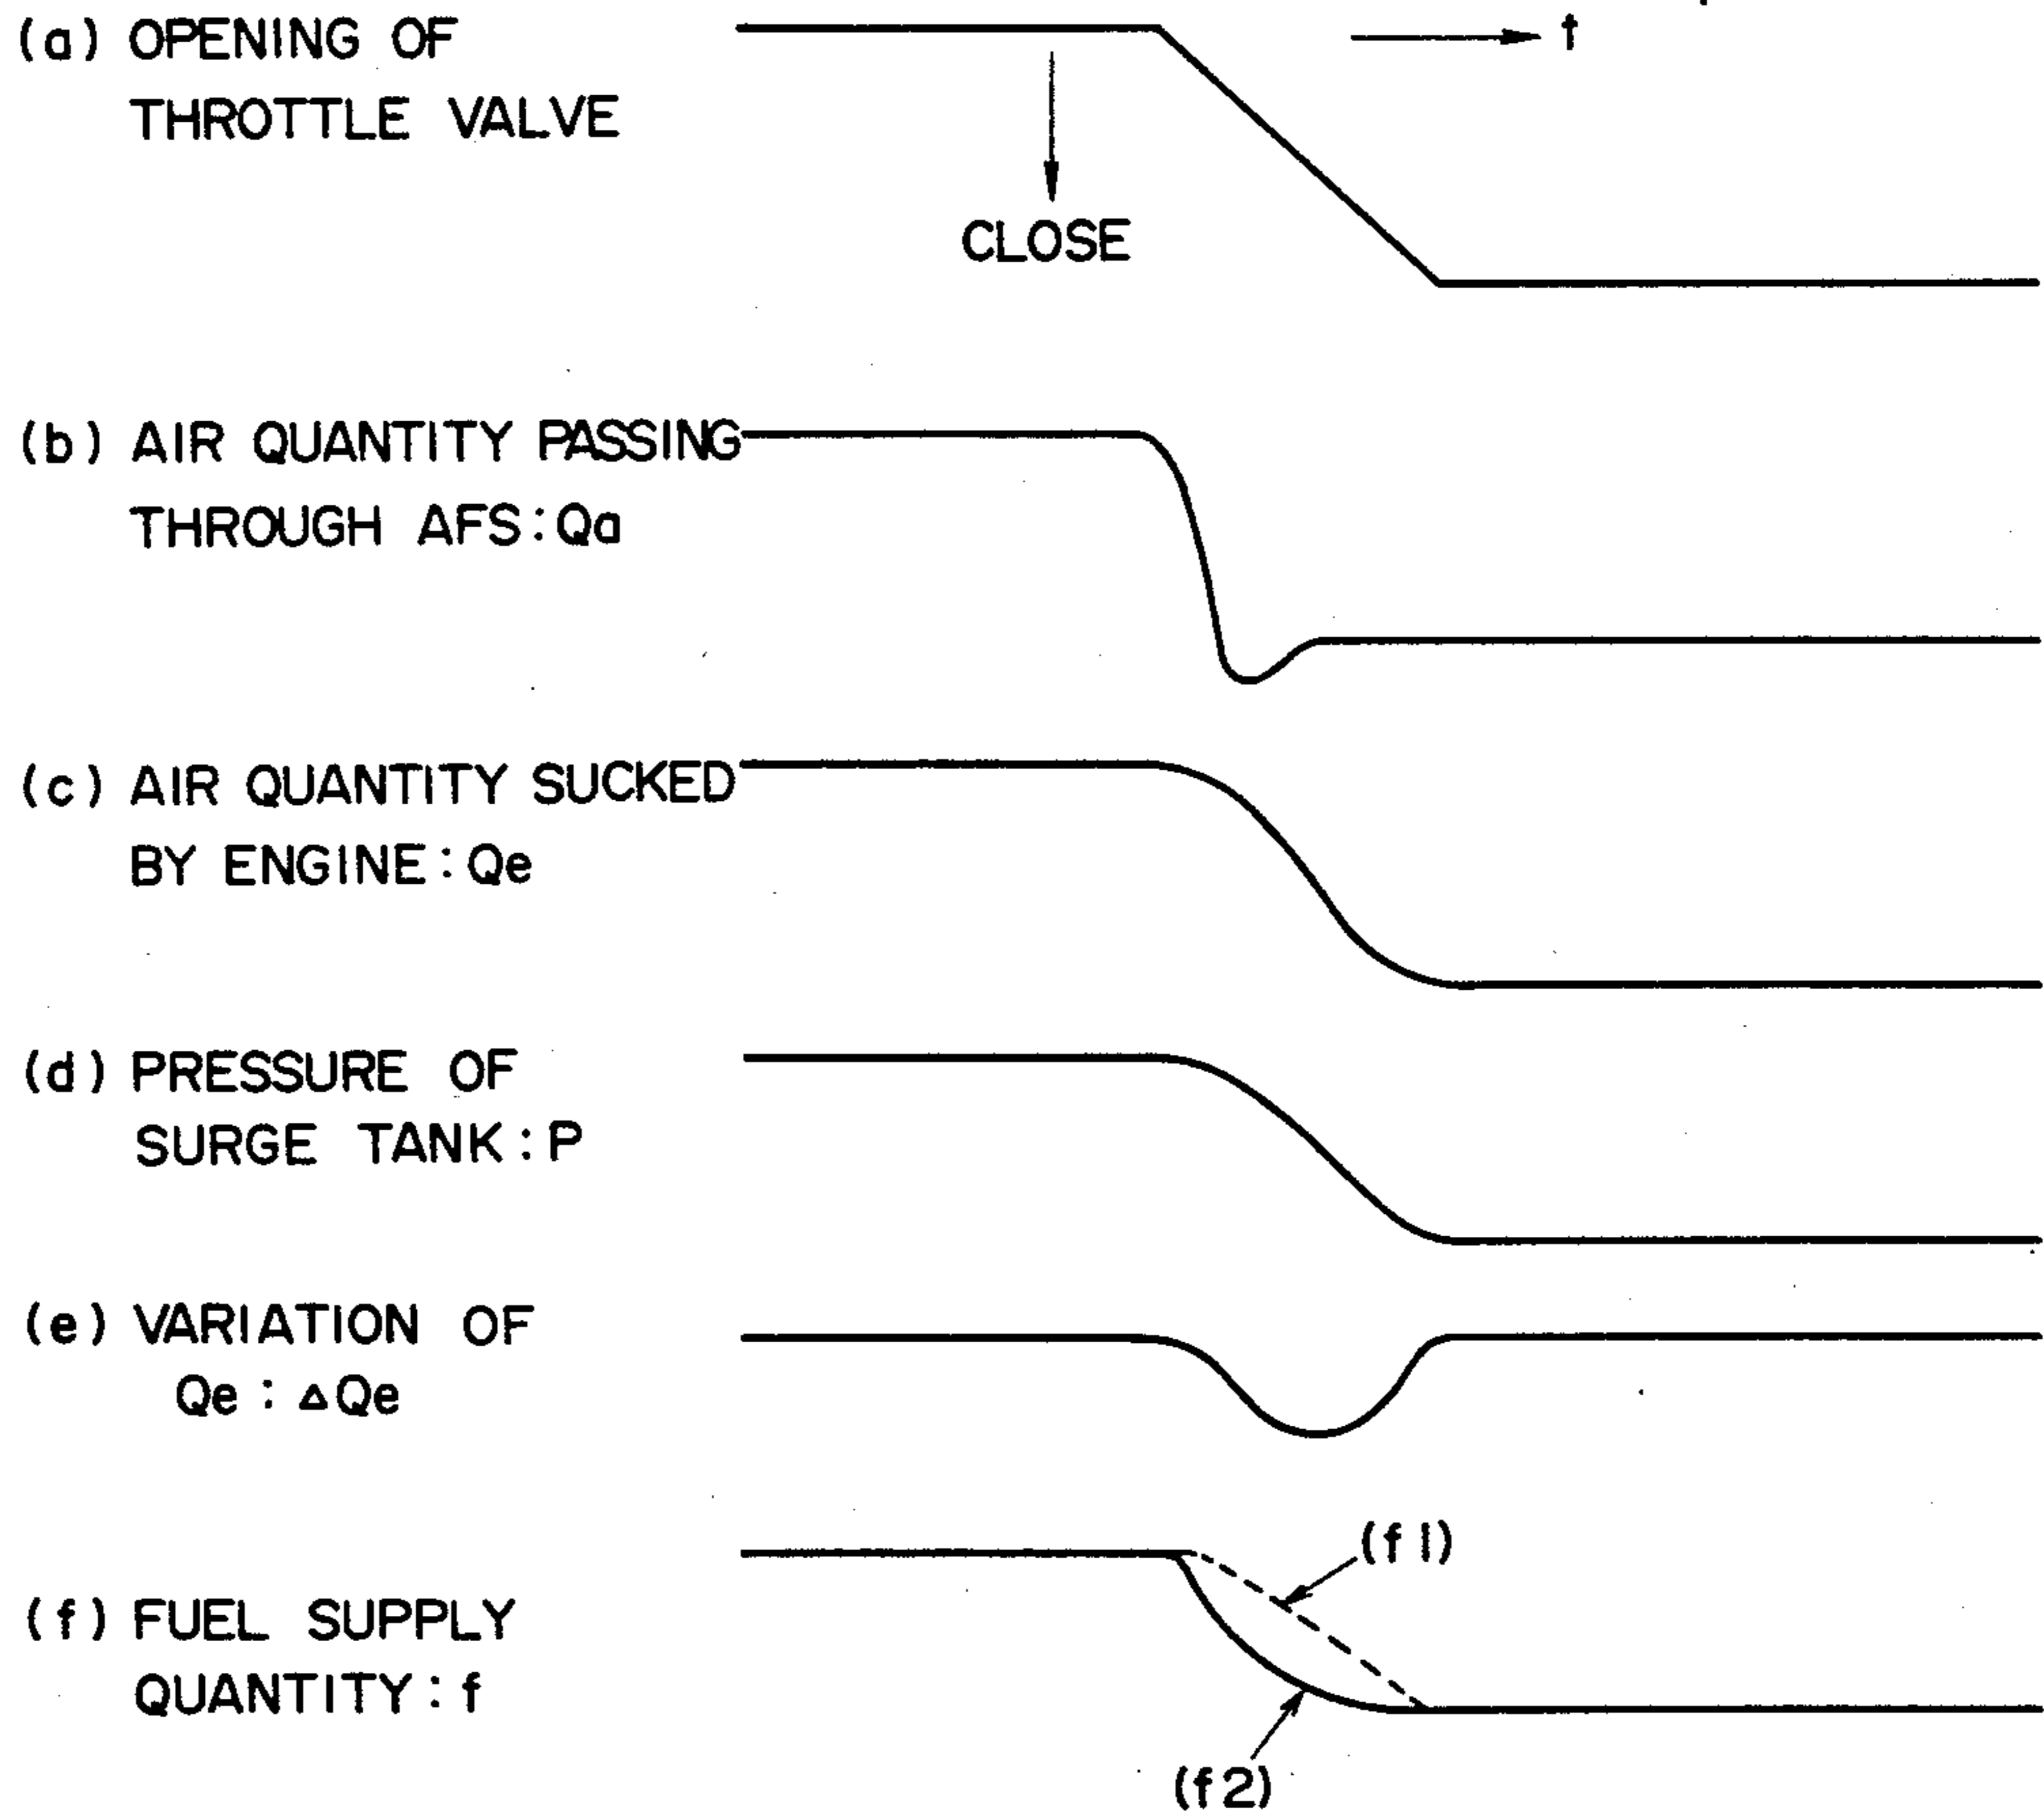 (a) OPENING OF
THROTTLE VALVE
t
CLOSE
(b) AIR QUANTITY PASSING
THROUGH AFS : Qa
(c) AIR QUANTITY SUCKED
BY ENGINE : Qe
(d) PRESSURE OF
SURGE TANK : P
(e) VARIATION OF
Qe : △Qe
(f1)
(f) FUEL SUPPLY
QUANTITY : f
(f2)